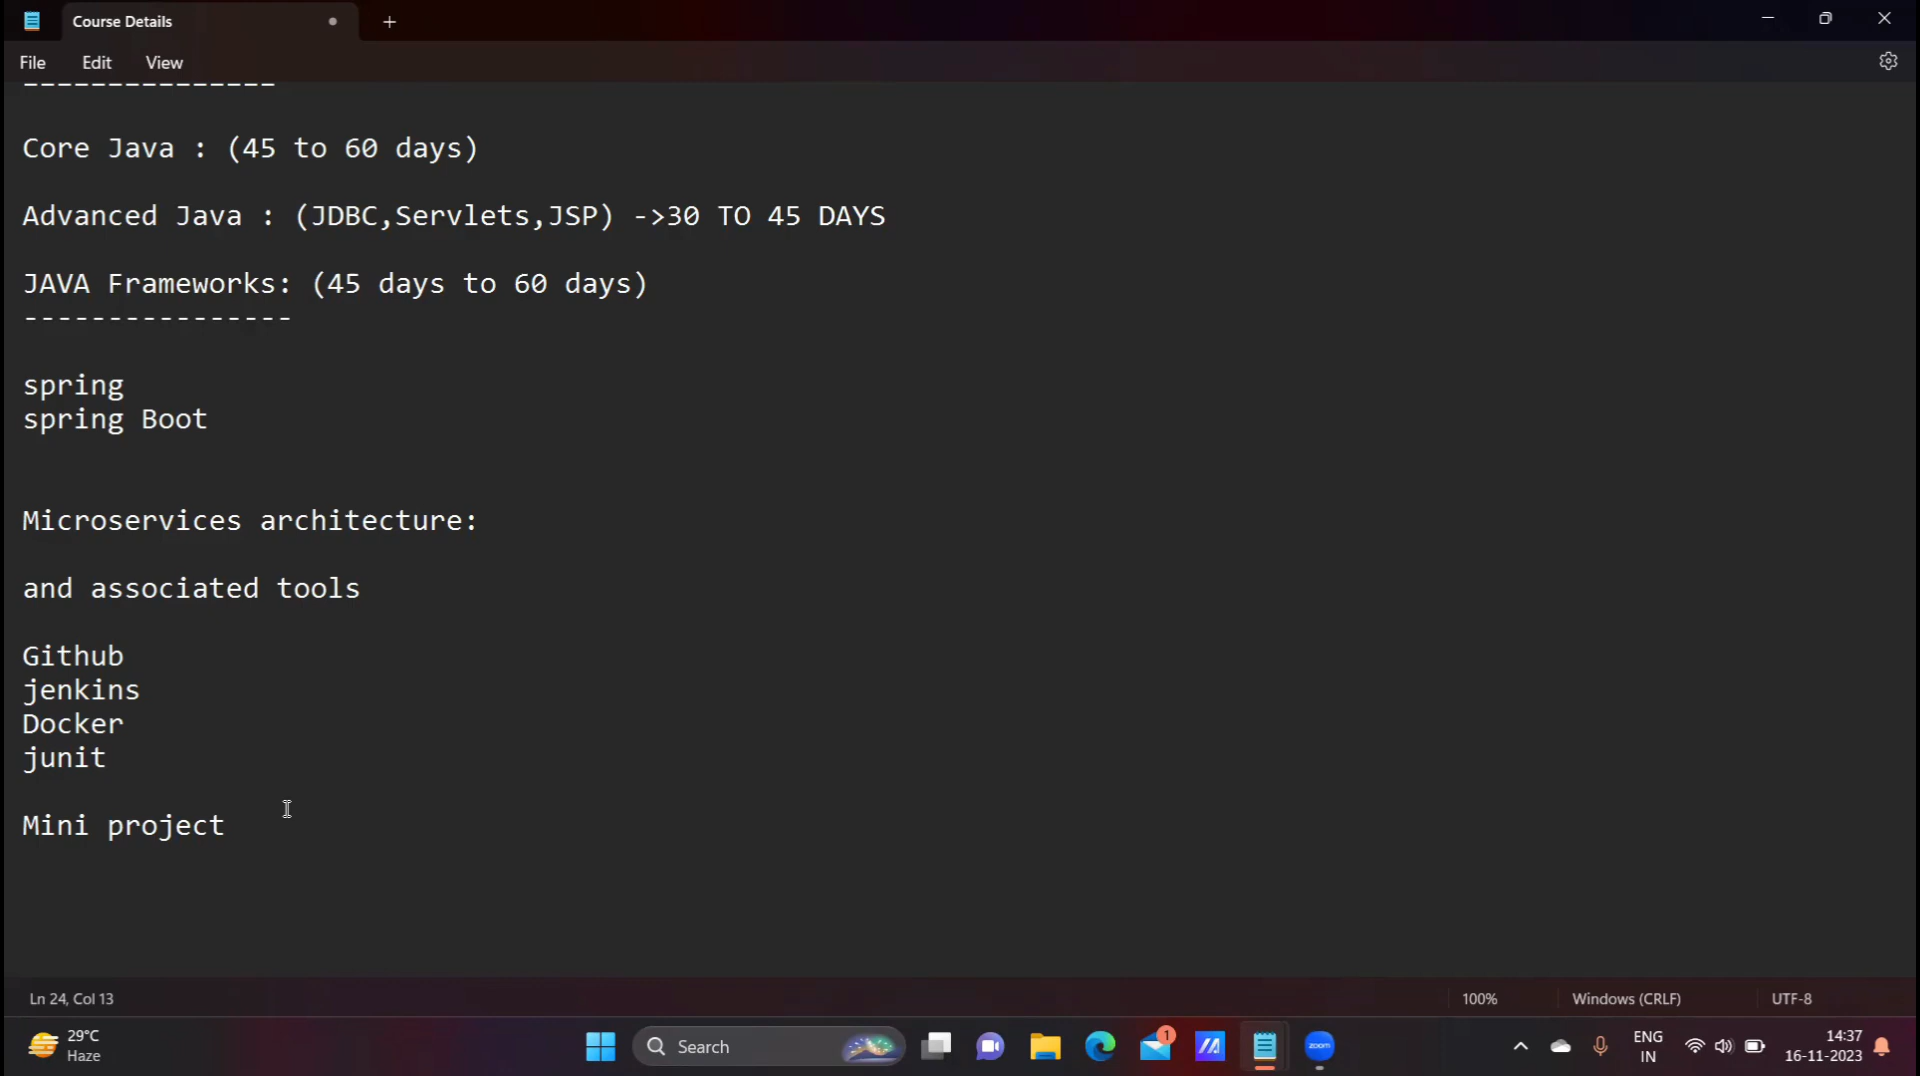 Course Details
File Edit View
---------------
Core Java : (45 to 60 days)
Advanced Java : (JDBC,Servlets,JSP) ->30 TO 45 DAYS
JAVA Frameworks: (45 days to 60 days)
----------------
spring
spring Boot
Microservices architecture:
and associated tools
Github
jenkins
Docker
junit
Mini project
Ln 24, Col 13 100% Windows (CRLF) UTF-8
29°C
Haze
Search
1
zoom
ENG
IN
14:37
16-11-2023